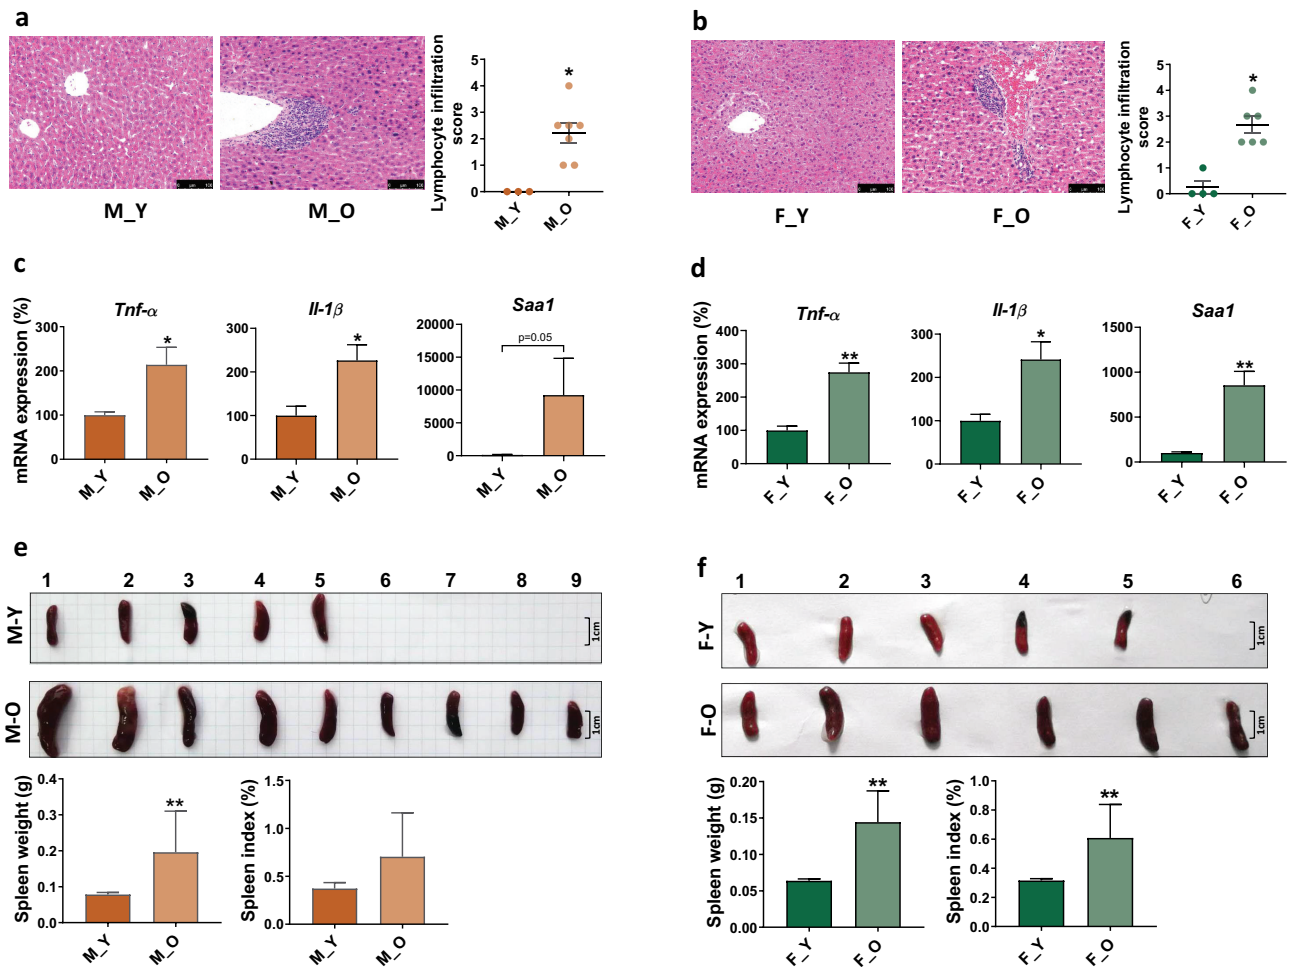 a
Lymphocyte infiltration
score
5
4
3
2
1
0
*
M_Y
M_O
M_Y
M_O
b
Lymphocyte infiltration
score
5
4
3
2
1
0
*
F_Y
F_O
F_Y
F_O
c
mRNA expression (%)
Tnf-α
300
200
100
0
*
M_Y
M_O
Il-1β
300
200
100
0
*
M_Y
M_O
Saa1
20000
15000
10000
5000
0
p=0.05
M_Y
M_O
d
mRNA expression (%)
Tnf-α
400
300
200
100
0
**
F_Y
F_O
Il-1β
300
200
100
0
*
F_Y
F_O
Saa1
1500
1000
500
0
**
F_Y
F_O
e
1 2 3 4 5 6 7 8 9
M-Y
1cm
M-O
1cm
Spleen weight (g)
0.4
0.3
0.2
0.1
0.0
**
M_Y
M_O
Spleen index (%)
1.5
1.0
0.5
0.0
M_Y
M_O
f
1 2 3 4 5 6
F-Y
1cm
F-O
1cm
Spleen weight (g)
0.20
0.15
0.10
0.05
0.00
**
F_Y
F_O
Spleen index (%)
1.0
0.8
0.6
0.4
0.2
0.0
**
F_Y
F_O